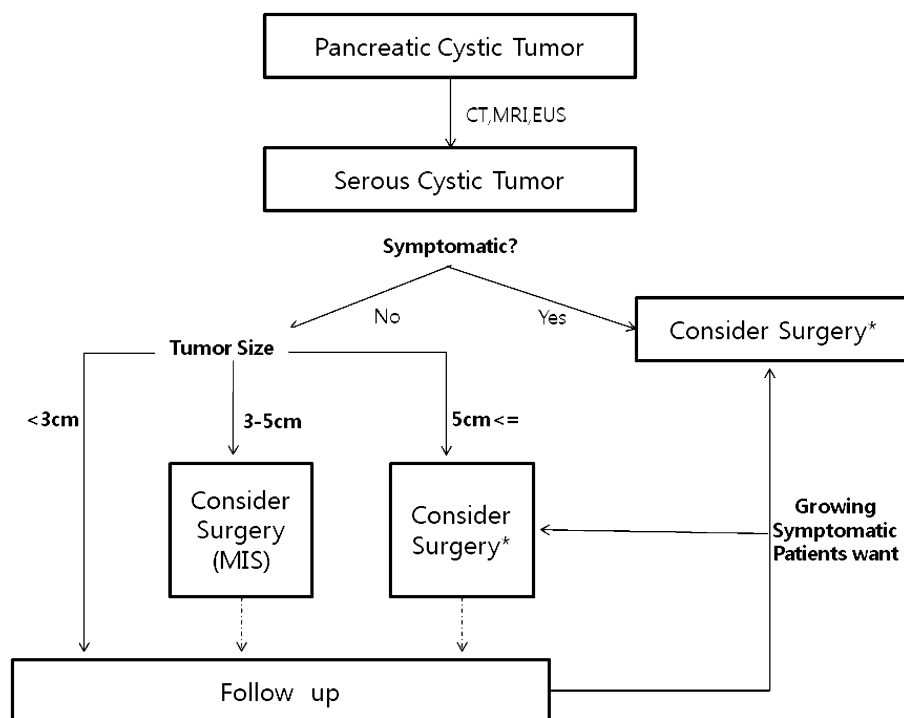 Pancreatic Cystic Tumor
CT,MRI,EUS
Serous Cystic Tumor
Symptomatic?
No
Yes
Consider Surgery*
Tumor Size
<3cm
3-5cm
5cm<=
Consider
Surgery
(MIS)
Consider
Surgery*
Growing
Symptomatic
Patients want
Follow up